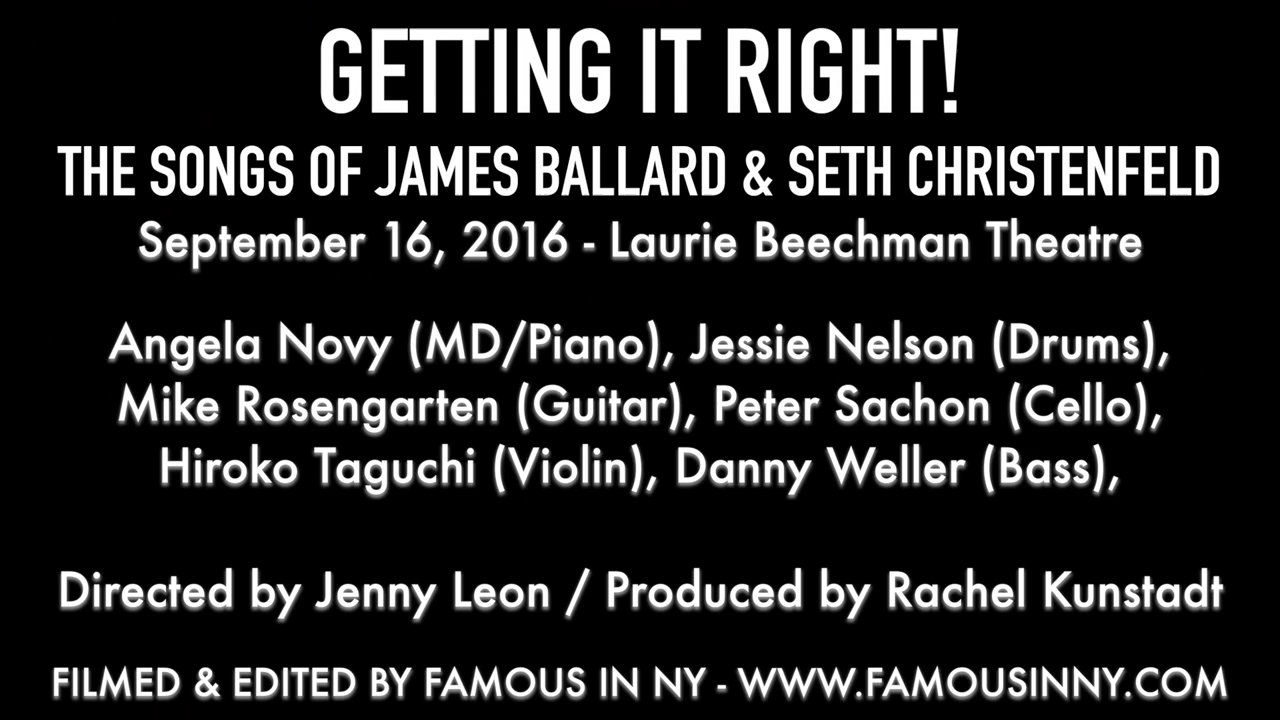 GETTING IT RIGHT!
THE SONGS OF JAMES BALLARD & SETH CHRISTENFELD
September 16, 2016 - Laurie Beechman Theatre
Angela Novy (MD/Piano), Jessie Nelson (Drums),
Mike Rosengarten (Guitar), Peter Sachon (Cello),
Hiroko Taguchi (Violin), Danny Weller (Bass),
Directed by Jenny Leon / Produced by Rachel Kunstadt
FILMED & EDITED BY FAMOUS IN NY - WWW.FAMOUSINNY.COM